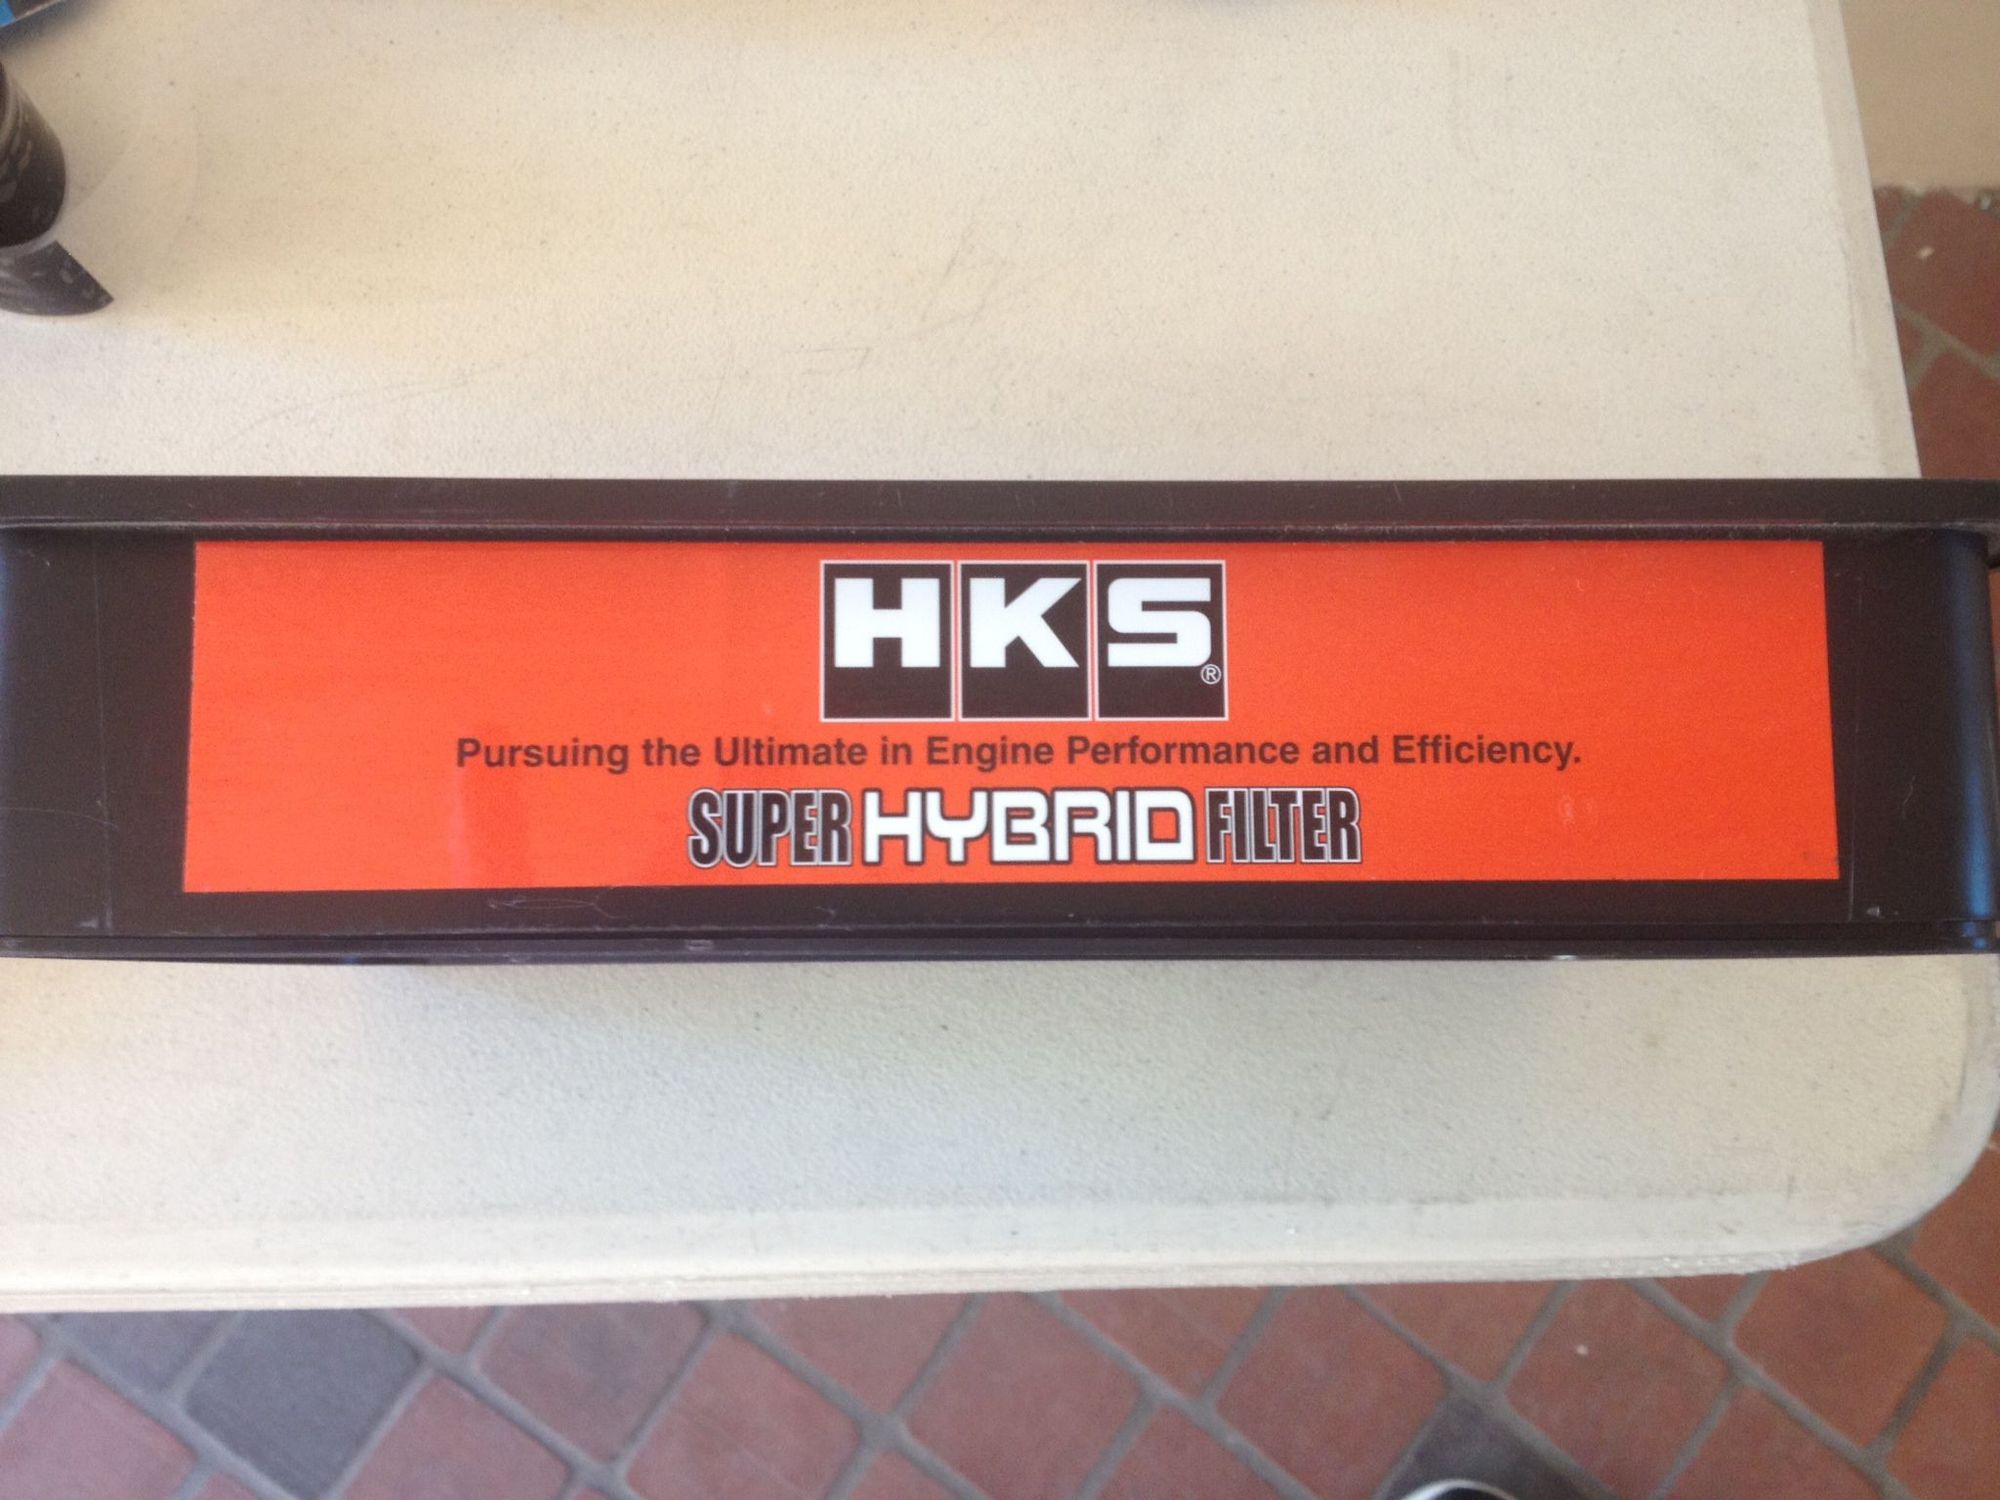 HKS®
Pursuing the Ultimate in Engine Performance and Efficiency.
SUPER HYBRID FILTER